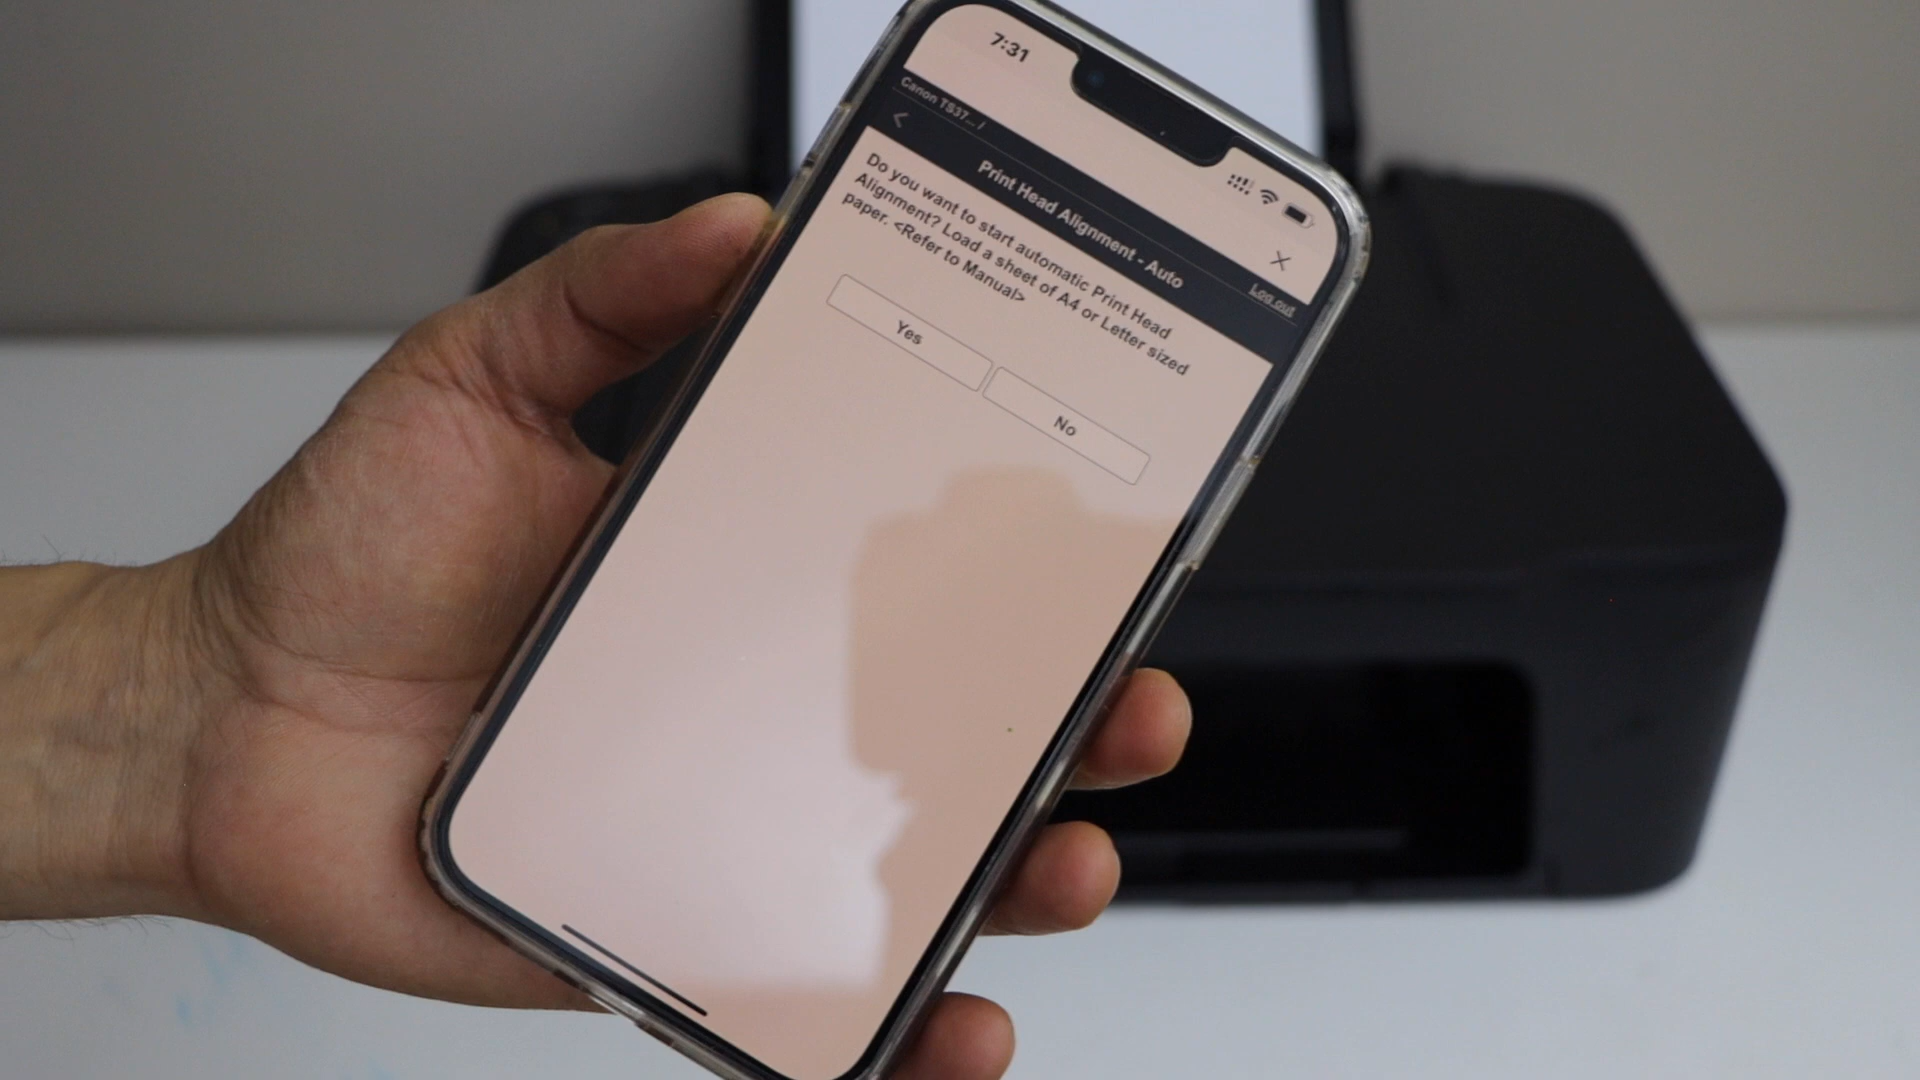 7:31
Canon TS37... /
Log out
Print Head Alignment - Auto
Do you want to start automatic Print Head
Alignment? Load a sheet of A4 or Letter sized
paper. <Refer to Manual>
Yes
No